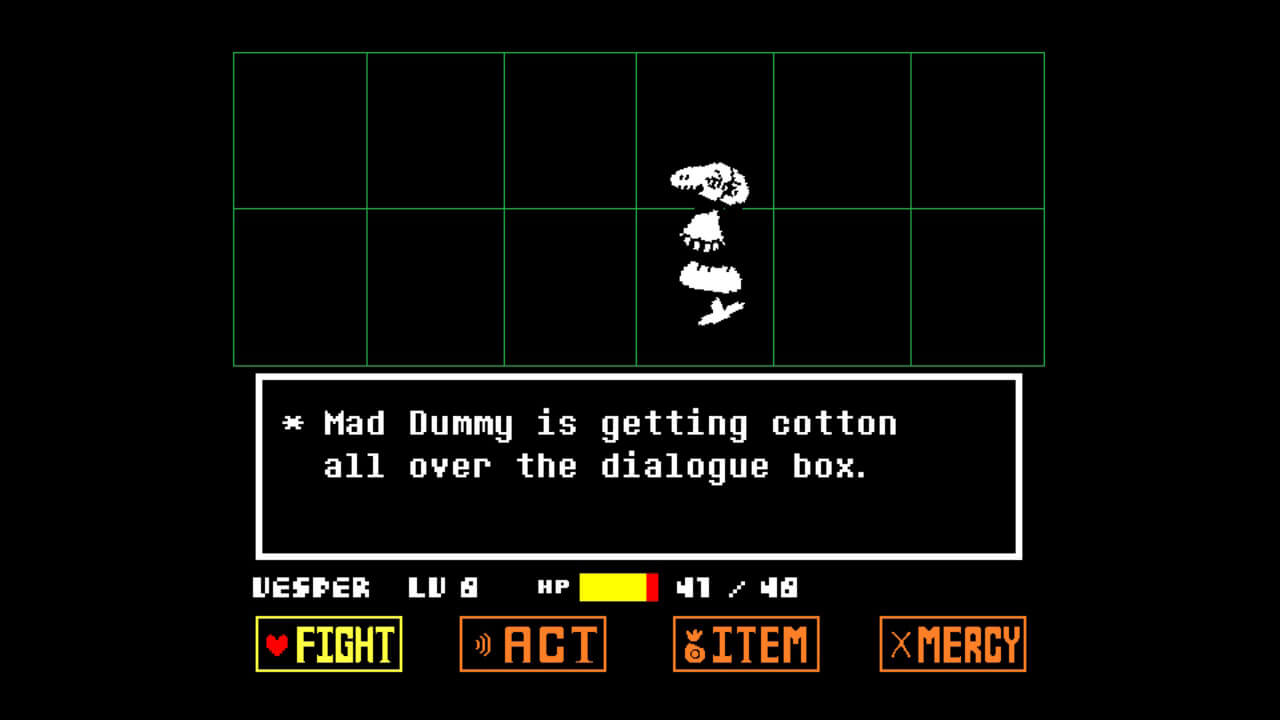 * Mad Dummy is getting cotton
all over the dialogue box.
VESPER LV 8 HP 41 / 48
FIGHT ACT ITEM MERCY